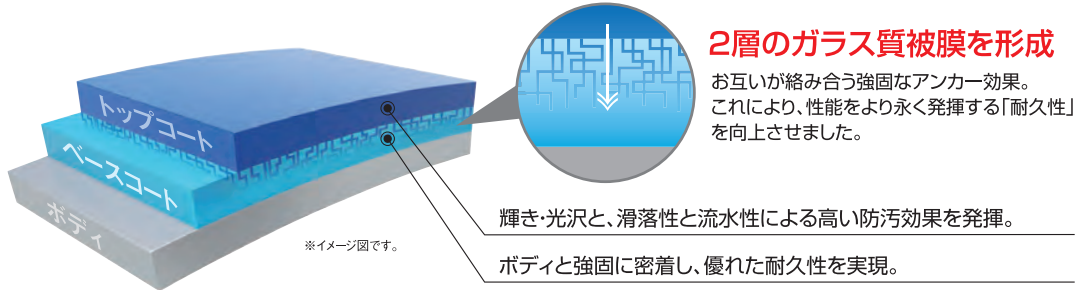 2層のガラス質被膜を形成
お互いが絡み合う強固なアンカー効果。
これにより、性能をより永く発揮する「耐久性」
を向上させました。
トップコート
ベースコート
ボディ
※イメージ図です。
輝き・光沢と、滑落性と流水性による高い防汚効果を発揮。
ボディと強固に密着し、優れた耐久性を実現。